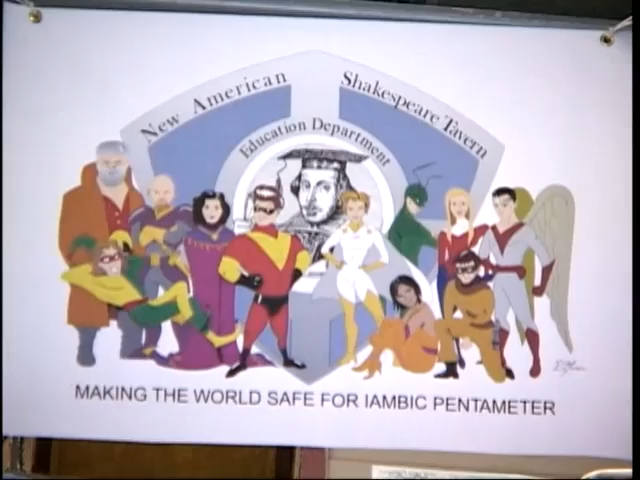 New American Shakespeare Tavern
Education Department
MAKING THE WORLD SAFE FOR IAMBIC PENTAMETER